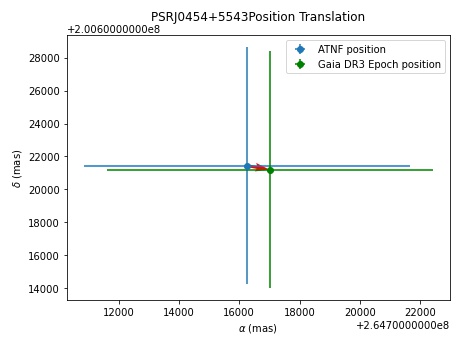 PSRJ0454+5543Position Translation
+2.0060000000e8
ATNF position
Gaia DR3 Epoch position
28000
26000
24000
22000
20000
18000
16000
14000
δ (mas)
12000 14000 16000 18000 20000 22000
α (mas)
+2.6470000000e8